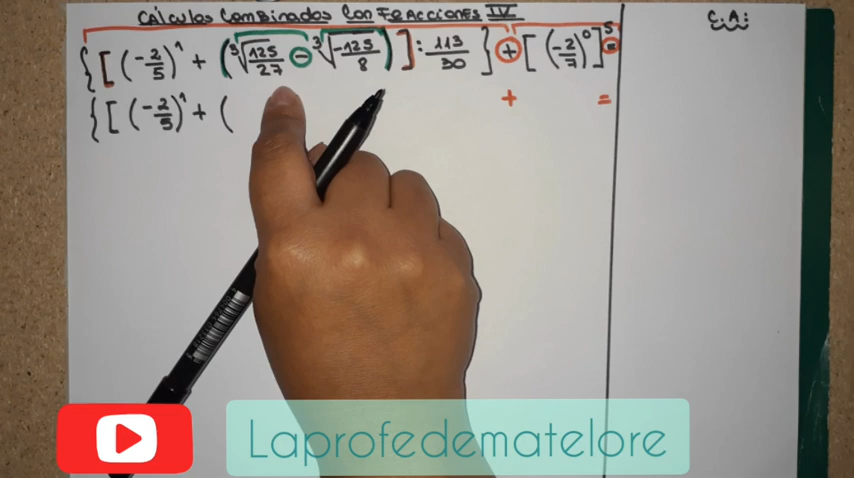 CÁLCULOS COMBINADOS CON FRACCIONES IV
C.A:
{[(-2/5)¹ + (∛125/27 - ∛-125/8)] : 113/30} + [(-2/7)⁰]⁵ =
{[(-2/5)¹ + ( + =
Laprofedematelore